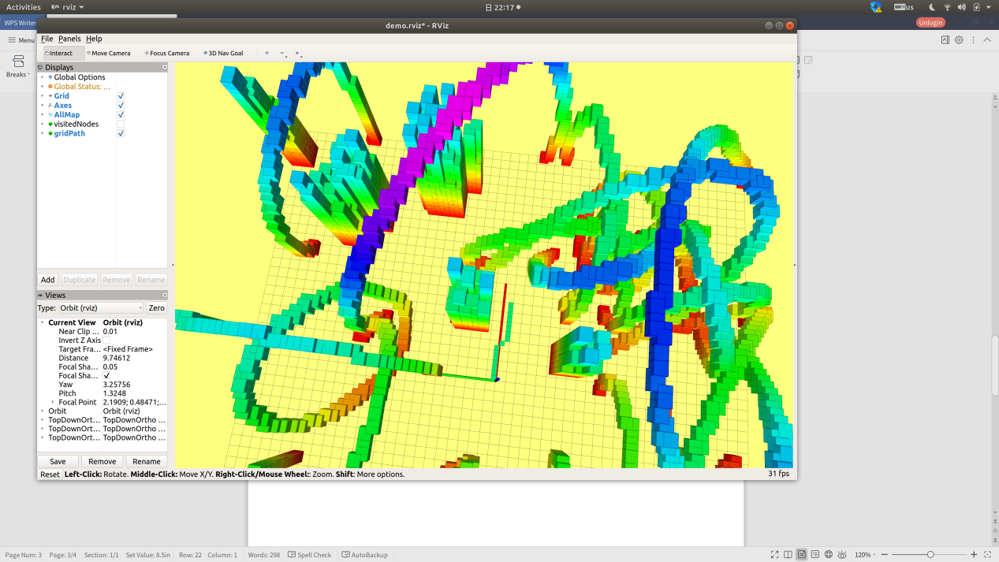 Activities rviz 日 22:17 us
WPS Writer
Unlogin
demo.rviz* - RViz
Menu
File Panels Help
Interact Move Camera Focus Camera 3D Nav Goal
Breaks
Displays
Global Options
Global Status: ...
Grid
Axes
AllMap
visitedNodes
gridPath
Add Duplicate Remove Rename
Views
Type: Orbit (rviz) Zero
Current View Orbit (rviz)
Near Clip ... 0.01
Invert Z Axis
Target Fra... <Fixed Frame>
Distance 9.74612
Focal Sha... 0.05
Focal Sha... ✓
Yaw 3.25756
Pitch 1.3248
Focal Point 2.1909; 0.48471;...
Orbit Orbit (rviz)
TopDownOrt... TopDownOrtho ...
TopDownOrt... TopDownOrtho ...
TopDownOrt... TopDownOrtho ...
Save Remove Rename
Reset Left-Click: Rotate. Middle-Click: Move X/Y. Right-Click/Mouse Wheel:: Zoom. Shift: More options. 31 fps
Page Num: 3 Page: 3/4 Section: 1/1 Set Value: 8.5in Row: 22 Column: 1 Words: 298 Spell Check AutoBackup 120%